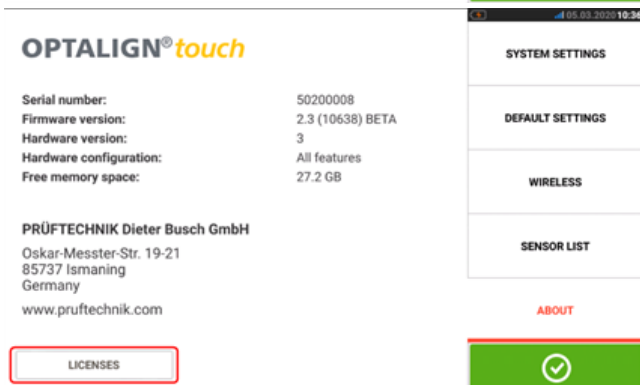 05.03.2020 10:36
OPTALIGN® touch
Serial number: 50200008
Firmware version: 2.3 (10638) BETA
Hardware version: 3
Hardware configuration: All features
Free memory space: 27.2 GB
PRÜFTECHNIK Dieter Busch GmbH
Oskar-Messter-Str. 19-21
85737 Ismaning
Germany
www.pruftechnik.com
LICENSES
SYSTEM SETTINGS
DEFAULT SETTINGS
WIRELESS
SENSOR LIST
ABOUT